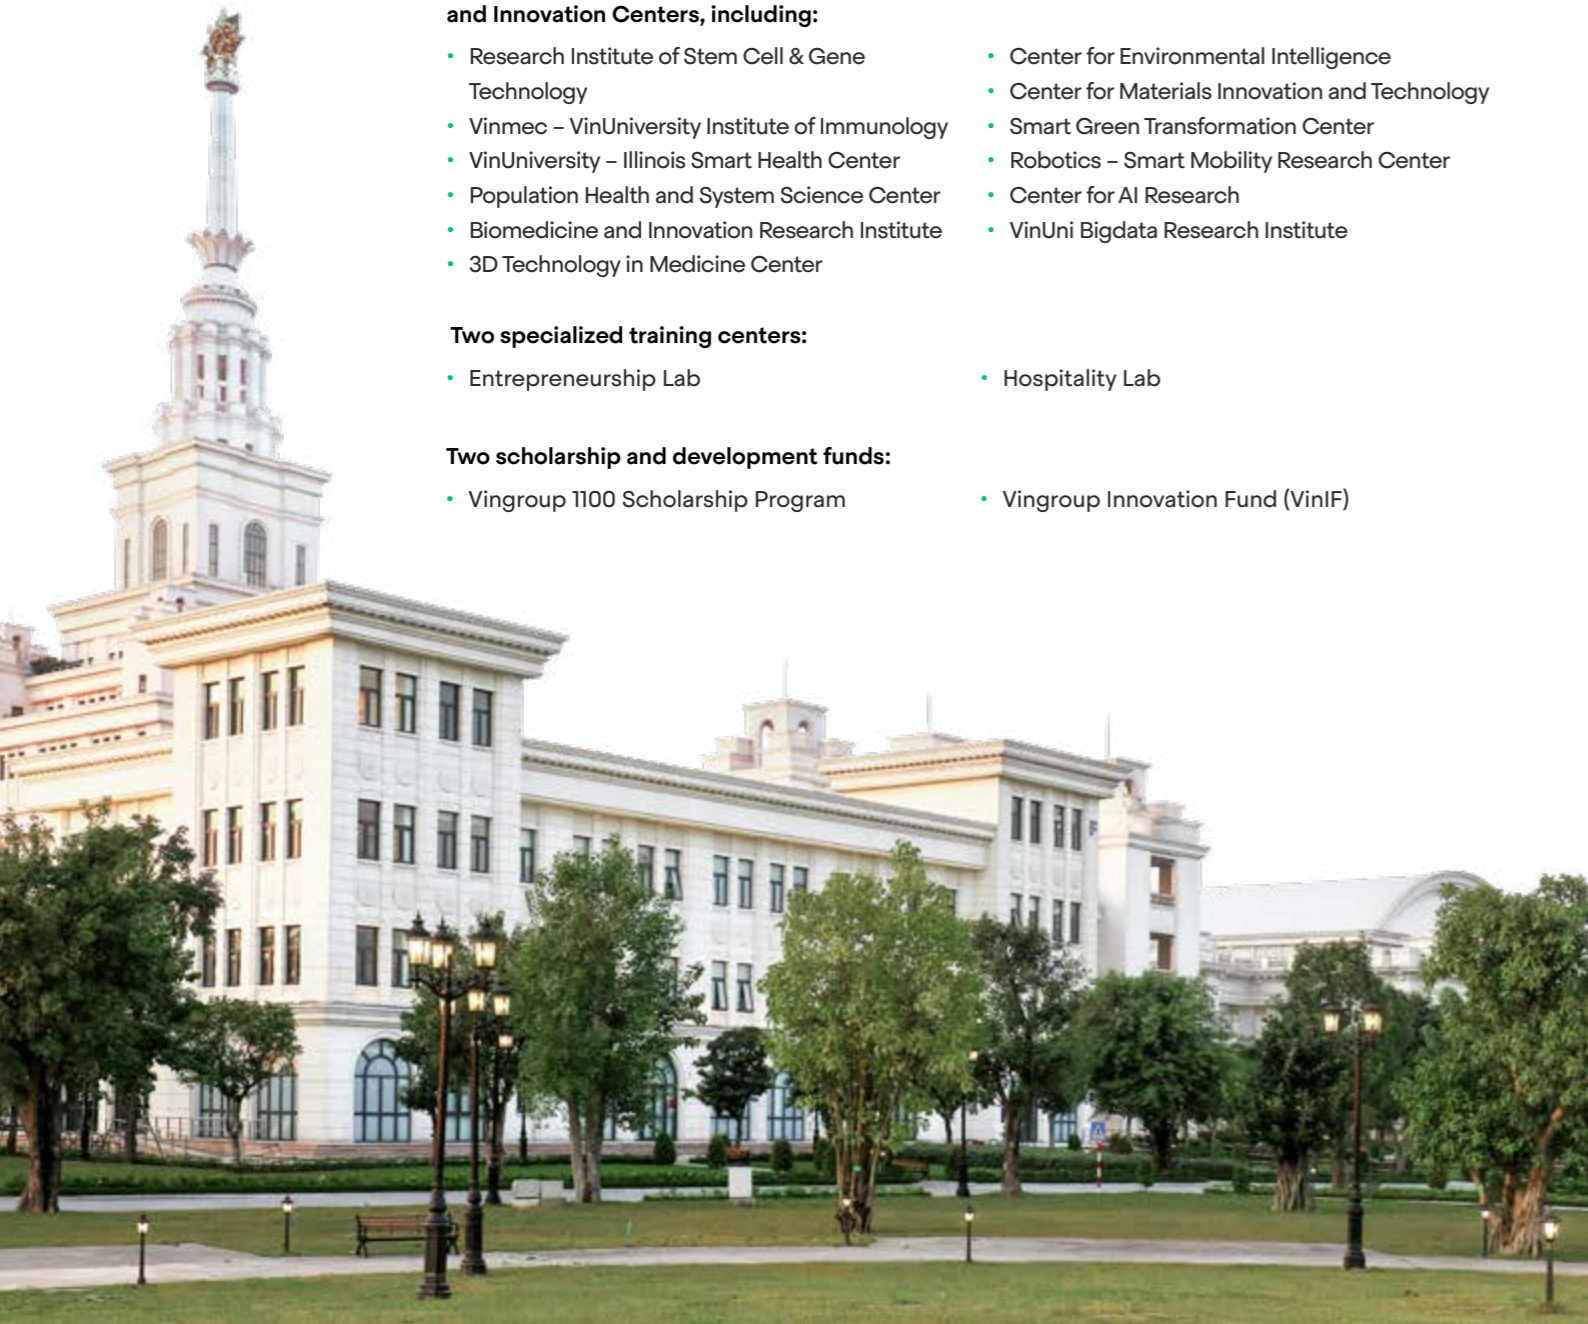 and Innovation Centers, including:
• Research Institute of Stem Cell & Gene
Technology
• Vinmec – VinUniversity Institute of Immunology
• VinUniversity – Illinois Smart Health Center
• Population Health and System Science Center
• Biomedicine and Innovation Research Institute
• 3D Technology in Medicine Center
• Center for Environmental Intelligence
• Center for Materials Innovation and Technology
• Smart Green Transformation Center
• Robotics – Smart Mobility Research Center
• Center for AI Research
• VinUni Bigdata Research Institute
Two specialized training centers:
• Entrepreneurship Lab
• Hospitality Lab
Two scholarship and development funds:
• Vingroup 1100 Scholarship Program
• Vingroup Innovation Fund (VinIF)